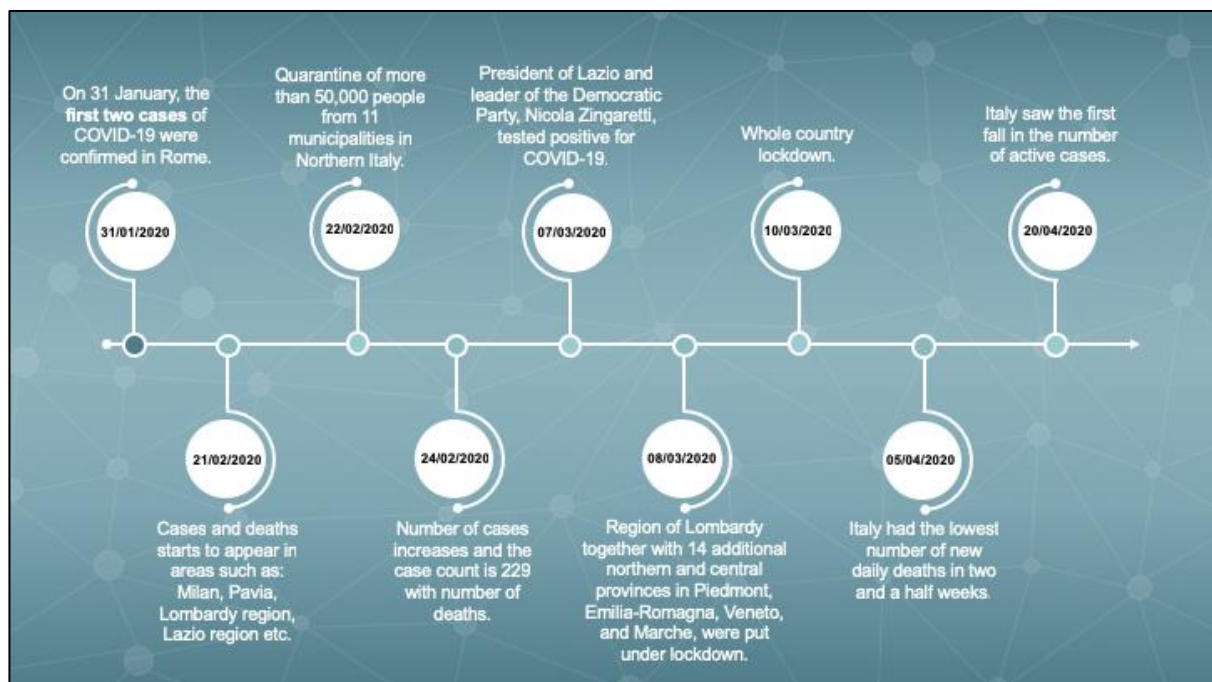 On 31 January, the
first two cases of
COVID-19 were
confirmed in Rome.
31/01/2020
Cases and deaths
starts to appear in
areas such as:
Milan, Pavia,
Lombardy region,
Lazio region etc.
21/02/2020
Quarantine of more
than 50,000 people
from 11
municipalities in
Northern Italy.
22/02/2020
24/02/2020
Number of cases
increases and the
case count is 229
with number of
deaths.
President of Lazio and
leader of the Democratic
Party, Nicola Zingaretti,
tested positive for
COVID-19.
07/03/2020
08/03/2020
Region of Lombardy
together with 14 additional
northern and central
provinces in Piedmont,
Emilia-Romagna, Veneto,
and Marche, were put
under lockdown.
Whole country
lockdown.
10/03/2020
05/04/2020
Italy had the lowest
number of new
daily deaths in two
and a half weeks.
Italy saw the first
fall in the number
of active cases.
20/04/2020